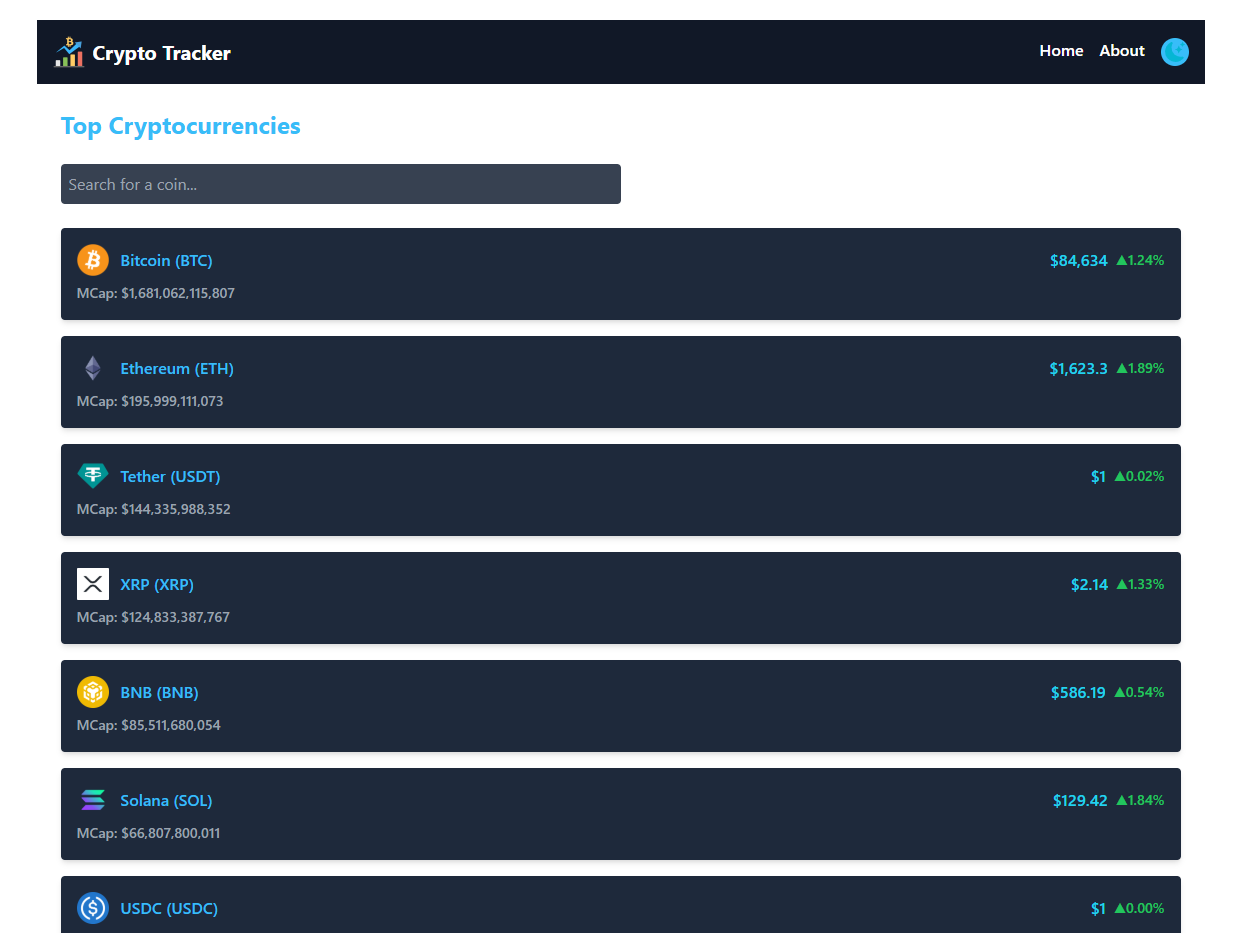 Crypto Tracker Home About
Top Cryptocurrencies
Search for a coin...
Bitcoin (BTC) $84,634 ▲1.24%
MCap: $1,681,062,115,807
Ethereum (ETH) $1,623.3 ▲1.89%
MCap: $195,999,111,073
Tether (USDT) $1 ▲0.02%
MCap: $144,335,988,352
XRP (XRP) $2.14 ▲1.33%
MCap: $124,833,387,767
BNB (BNB) $586.19 ▲0.54%
MCap: $85,511,680,054
Solana (SOL) $129.42 ▲1.84%
MCap: $66,807,800,011
USDC (USDC) $1 ▲0.00%